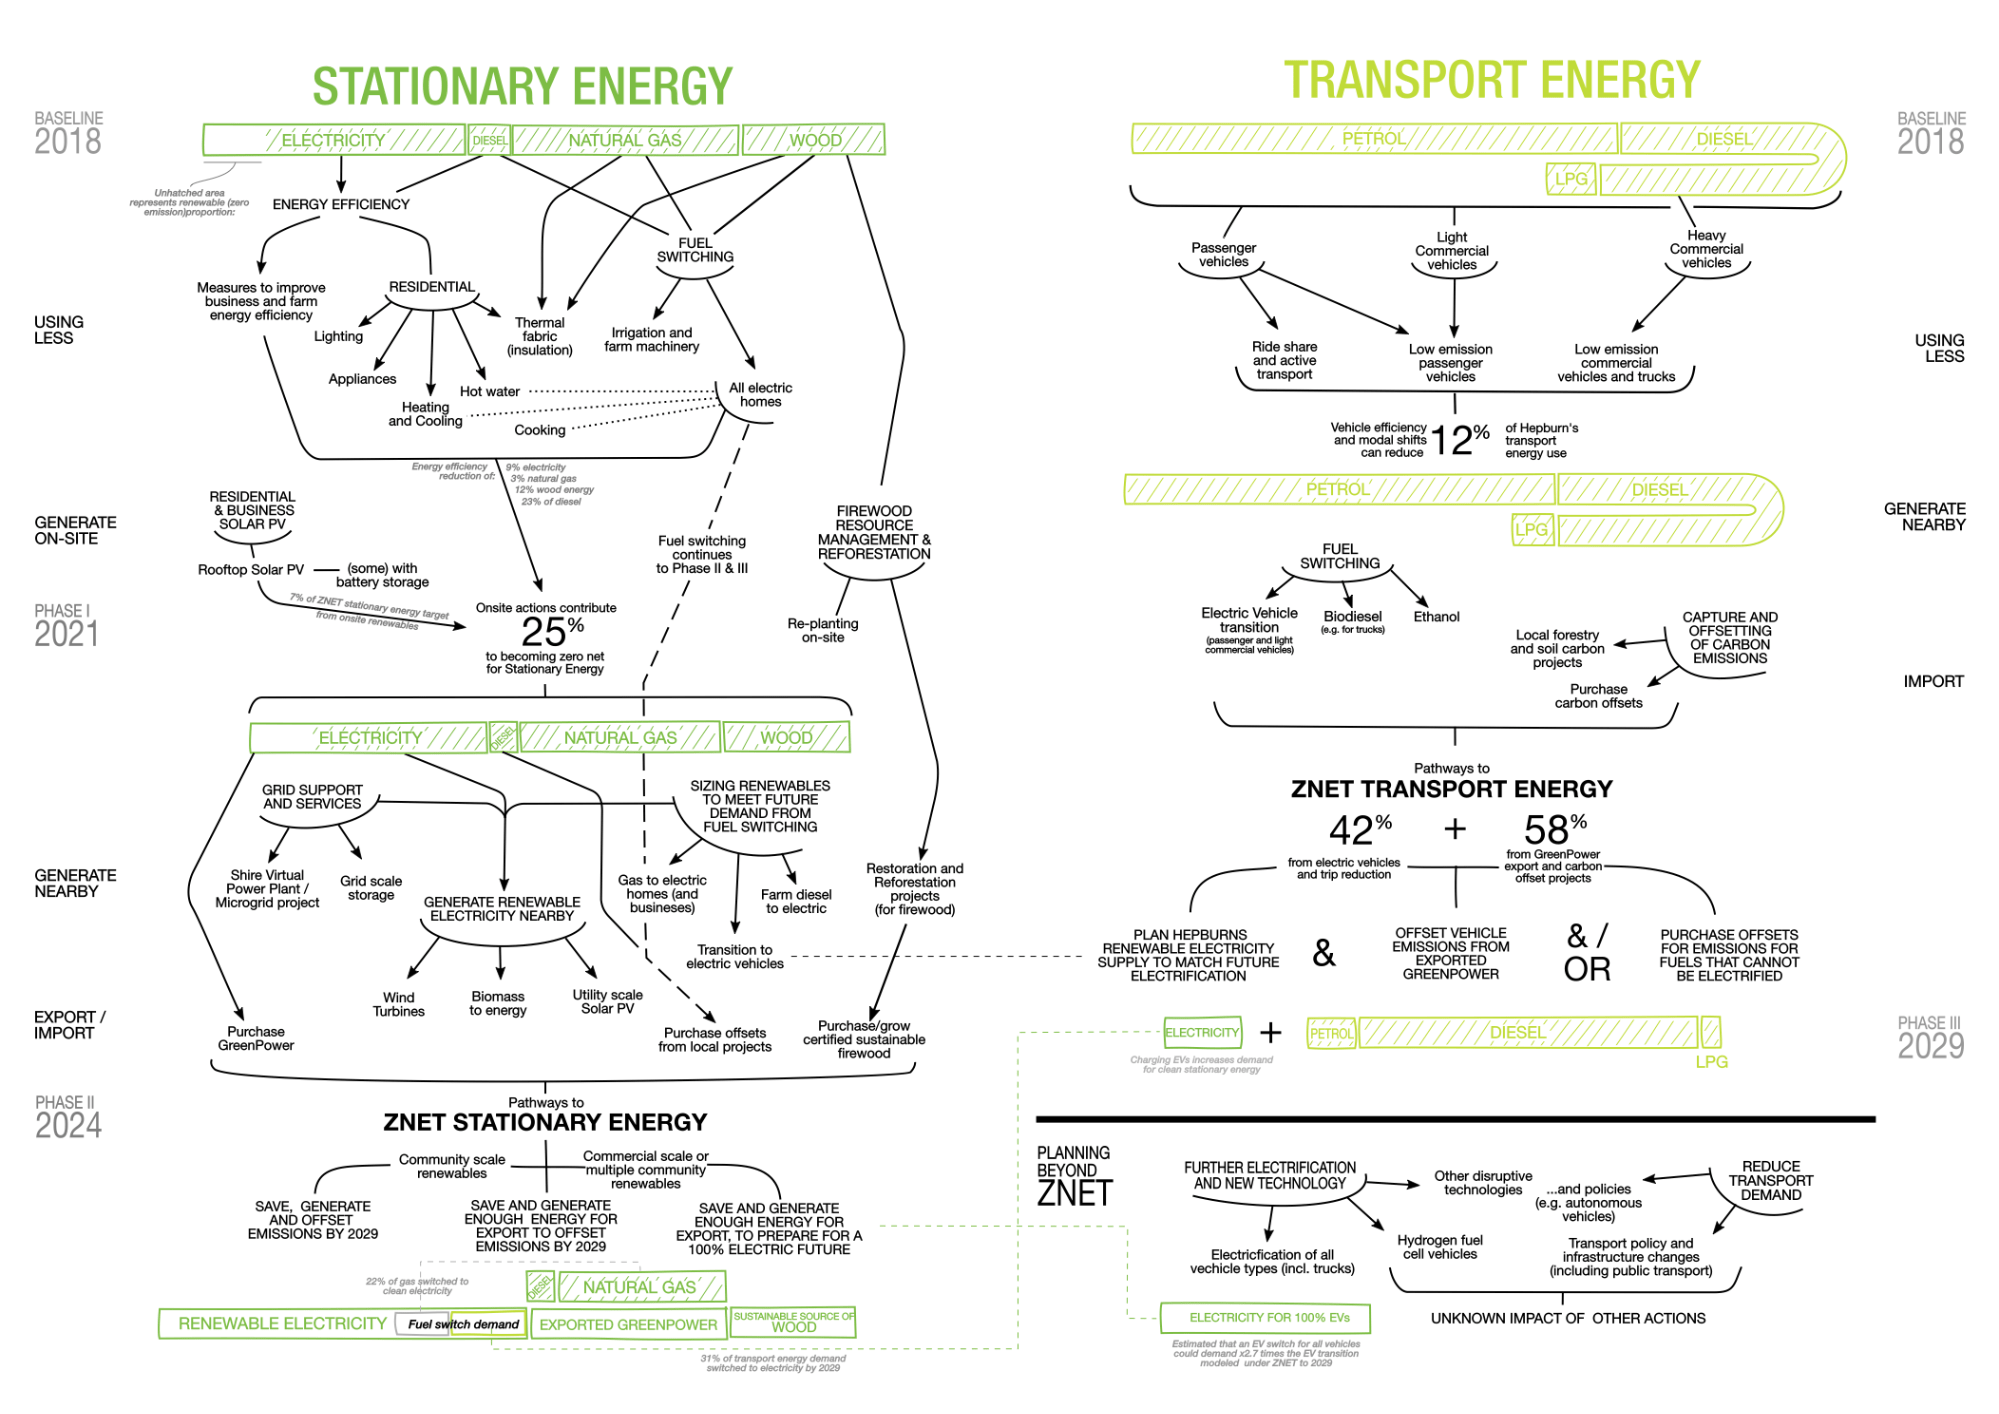 STATIONARY ENERGY
BASELINE
2018
ELECTRICITY
DIESEL
NATURAL GAS
WOOD
Unhatched area
represents renewable (zero
emission)proportion:
ENERGY EFFICIENCY
FUEL
SWITCHING
Measures to improve
business and farm
energy efficiency
RESIDENTIAL
USING
LESS
Lighting
Thermal
fabric
(insulation)
Irrigation and
farm machinery
Appliances
Hot water
Heating
and Cooling
Cooking
All electric
homes
Energy efficiency
reduction of:
9% electricity
3% natural gas
12% wood energy
23% of diesel
GENERATE
ON-SITE
RESIDENTIAL
& BUSINESS
SOLAR PV
Rooftop Solar PV
(some) with
battery storage
7% of ZNET stationary energy target
from onsite renewables
Fuel switching
continues
to Phase II & III
FIREWOOD
RESOURCE
MANAGEMENT &
REFORESTATION
Re-planting
on-site
PHASE I
2021
Onsite actions contribute
25%
to becoming zero net
for Stationary Energy
ELECTRICITY
DIESEL
NATURAL GAS
WOOD
GRID SUPPORT
AND SERVICES
SIZING RENEWABLES
TO MEET FUTURE
DEMAND FROM
FUEL SWITCHING
GENERATE
NEARBY
Shire Virtual
Power Plant /
Microgrid project
Grid scale
storage
GENERATE RENEWABLE
ELECTRICITY NEARBY
Gas to electric
homes (and
busineses)
Farm diesel
to electric
Transition to
electric vehicles
Restoration and
Reforestation
projects
(for firewood)
Wind
Turbines
Biomass
to energy
Utility scale
Solar PV
EXPORT /
IMPORT
Purchase
GreenPower
Purchase offsets
from local projects
Purchase/grow
certified sustainable
firewood
PHASE II
2024
Pathways to
ZNET STATIONARY ENERGY
Community scale
renewables
Commercial scale or
multiple community
renewables
SAVE, GENERATE
AND OFFSET
EMISSIONS BY 2029
SAVE AND GENERATE
ENOUGH ENERGY FOR
EXPORT TO OFFSET
EMISSIONS BY 2029
SAVE AND GENERATE
ENOUGH ENERGY FOR
EXPORT, TO PREPARE FOR A
100% ELECTRIC FUTURE
22% of gas switched to
clean electricity
DIESEL
NATURAL GAS
RENEWABLE ELECTRICITY
Fuel switch demand
EXPORTED GREENPOWER
SUSTAINABLE SOURCE OF
WOOD
31% of transport energy demand
switched to electricity by 2029
TRANSPORT ENERGY
BASELINE
2018
PETROL
DIESEL
LPG
Passenger
vehicles
Light
Commercial
vehicles
Heavy
Commercial
vehicles
USING
LESS
Ride share
and active
transport
Low emission
passenger
vehicles
Low emission
commercial
vehicles and trucks
Vehicle efficiency
and modal shifts
can reduce
12%
of Hepburn's
transport
energy use
PETROL
DIESEL
LPG
GENERATE
NEARBY
FUEL
SWITCHING
Electric Vehicle
transition
(passenger and light
commercial vehicles)
Biodiesel
(e.g. for trucks)
Ethanol
CAPTURE AND
OFFSETTING
OF CARBON
EMISSIONS
Local forestry
and soil carbon
projects
Purchase
carbon offsets
IMPORT
Pathways to
ZNET TRANSPORT ENERGY
42% + 58%
from electric vehicles
and trip reduction
from GreenPower
export and carbon
offset projects
PLAN HEPBURNS
RENEWABLE ELECTRICITY
SUPPLY TO MATCH FUTURE
ELECTRIFICATION
&
OFFSET VEHICLE
EMISSIONS FROM
EXPORTED
GREENPOWER
& /
OR
PURCHASE OFFSETS
FOR EMISSIONS FOR
FUELS THAT CANNOT
BE ELECTRIFIED
ELECTRICITY
+
PETROL
DIESEL
LPG
Charging EVs increases demand
for clean stationary energy
PHASE III
2029
PLANNING
BEYOND
ZNET
FURTHER ELECTRIFICATION
AND NEW TECHNOLOGY
Other disruptive
technologies
...and policies
(e.g. autonomous
vehicles)
REDUCE
TRANSPORT
DEMAND
Electricfication of all
vechicle types (incl. trucks)
Hydrogen fuel
cell vehicles
Transport policy and
infrastructure changes
(including public transport)
ELECTRICITY FOR 100% EVs
UNKNOWN IMPACT OF OTHER ACTIONS
Estimated that an EV switch for all vehicles
could demand x2.7 times the EV transition
modeled under ZNET to 2029